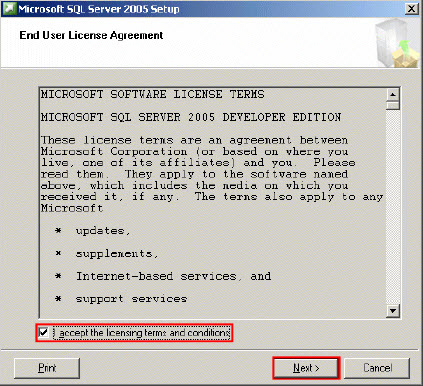 Microsoft SQL Server 2005 Setup
End User License Agreement
MICROSOFT SOFTWARE LICENSE TERMS
MICROSOFT SQL SERVER 2005 DEVELOPER EDITION
These license terms are an agreement between
Microsoft Corporation (or based on where you
live, one of its affiliates) and you. Please
read them. They apply to the software named
above, which includes the media on which you
received it, if any. The terms also apply to any
Microsoft
* updates,
* supplements,
* Internet-based services, and
* support services
I accept the licensing terms and conditions
Print
Next >
Cancel